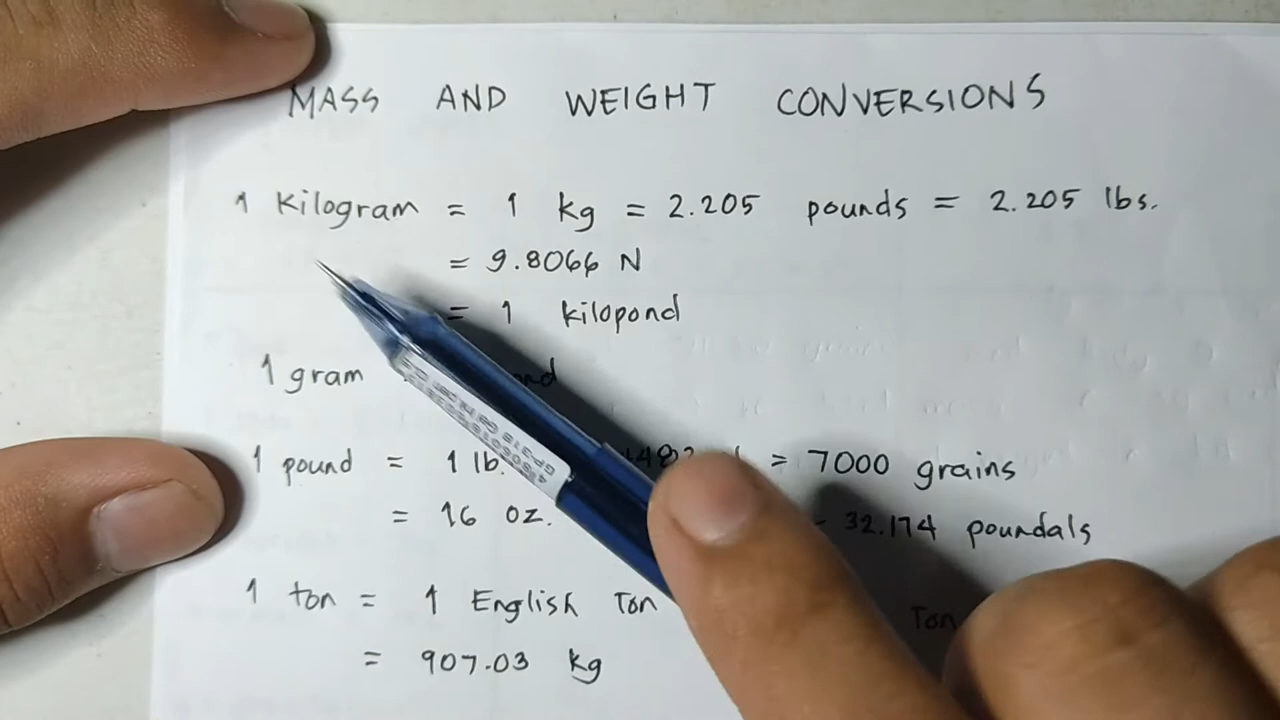 MASS AND WEIGHT CONVERSIONS
1 Kilogram = 1 kg = 2.205 pounds = 2.205 lbs.
= 9.8066 N
= 1 kilopond
1 gram
1 pound = 1 lb. = 7000 grains
= 16 oz. 32.174 poundals
1 ton = 1 English Ton Ton
= 907.03 kg